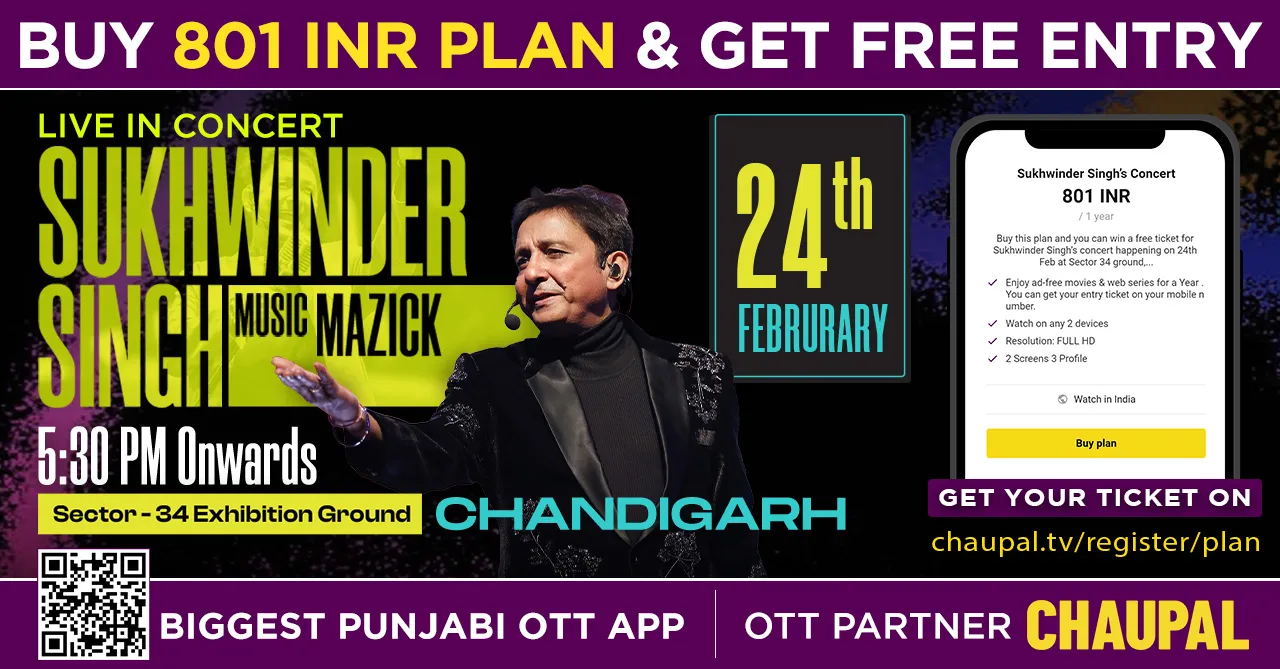 BUY 801 INR PLAN & GET FREE ENTRY
LIVE IN CONCERT
SUKHWINDER
SINGH
MUSIC MAZICK
5:30 PM Onwards
Sector - 34 Exhibition Ground
CHANDIGARH
24th
FEBRURARY
Sukhwinder Singh's Concert
801 INR
/ 1 year
Buy this plan and you can win a free ticket for
Sukhwinder Singh's concert happening on 24th
Feb at Sector 34 ground,...
Enjoy ad-free movies & web series for a Year .
You can get your entry ticket on your mobile n
umber.
Watch on any 2 devices
Resolution: FULL HD
2 Screens 3 Profile
Watch in India
Buy plan
GET YOUR TICKET ON
chaupal.tv/register/plan
BIGGEST PUNJABI OTT APP
OTT PARTNER CHAUPAL